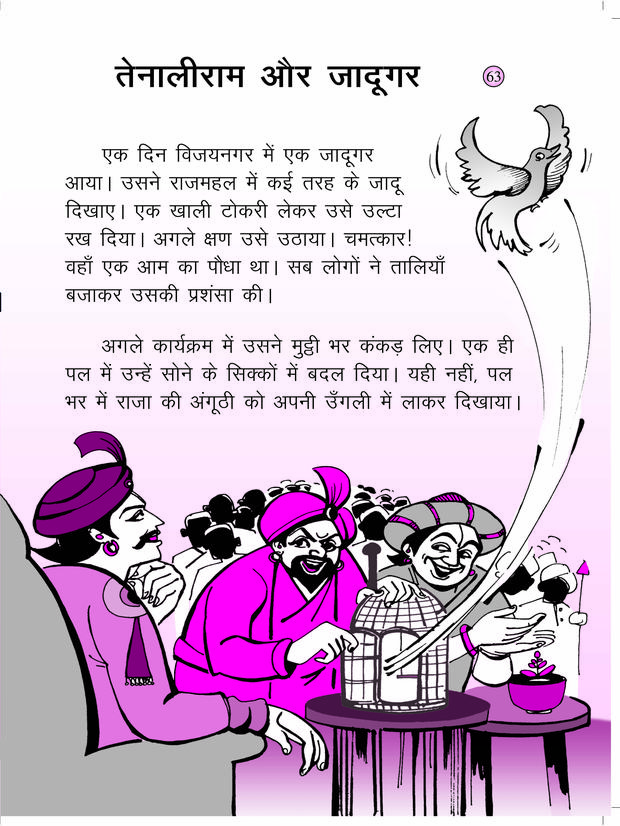 तेनालीराम और जादूगर
63
एक दिन विजयनगर में एक जादूगर
आया। उसने राजमहल में कई तरह के जादू
दिखाए। एक खाली टोकरी लेकर उसे उल्टा
रख दिया। अगले क्षण उसे उठाया। चमत्कार!
वहाँ एक आम का पौधा था। सब लोगों ने तालियाँ
बजाकर उसकी प्रशंसा की।
अगले कार्यक्रम में उसने मुट्ठी भर कंकड़ लिए। एक ही
पल में उन्हें सोने के सिक्कों में बदल दिया। यही नहीं, पल
भर में राजा की अंगूठी को अपनी उँगली में लाकर दिखाया।